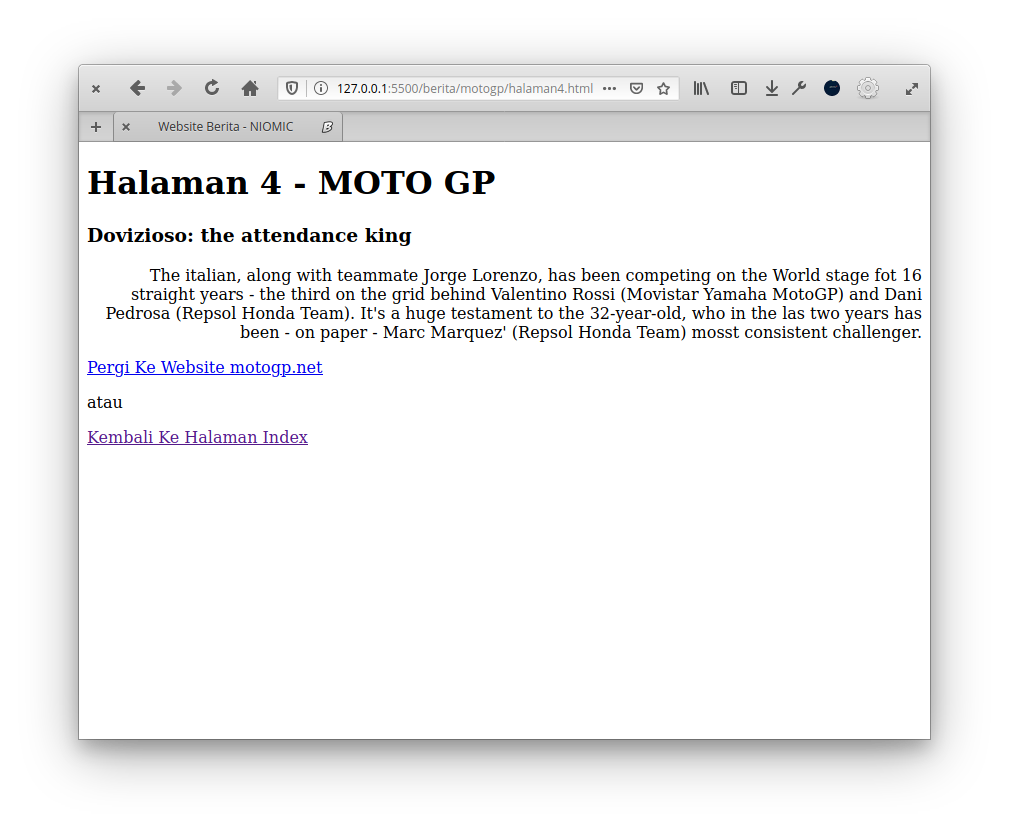 127.0.0.1:5500/berita/motogp/halaman4.html
Website Berita - NIOMIC
Halaman 4 - MOTO GP
Dovizioso: the attendance king
The italian, along with teammate Jorge Lorenzo, has been competing on the World stage fot 16
straight years - the third on the grid behind Valentino Rossi (Movistar Yamaha MotoGP) and Dani
Pedrosa (Repsol Honda Team). It's a huge testament to the 32-year-old, who in the las two years has
been - on paper - Marc Marquez' (Repsol Honda Team) mosst consistent challenger.
Pergi Ke Website motogp.net
atau
Kembali Ke Halaman Index